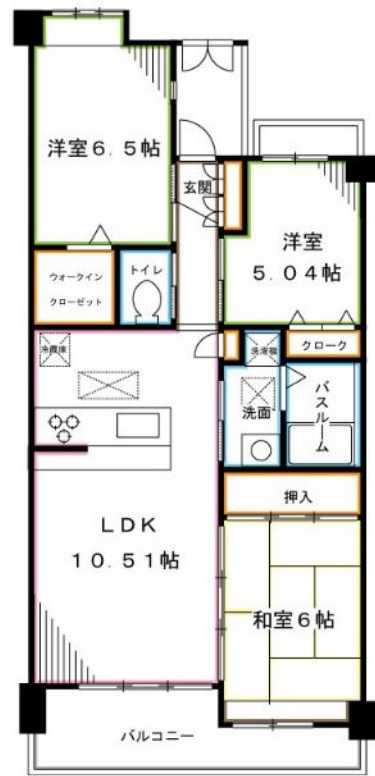 洋室6.5帖
玄関
洋室
5.04帖
ウォークイン
クローゼット
トイレ
冷蔵庫
洗濯機
クローク
洗面
バスルーム
押入
LDK
10.51帖
和室6帖
バルコニー